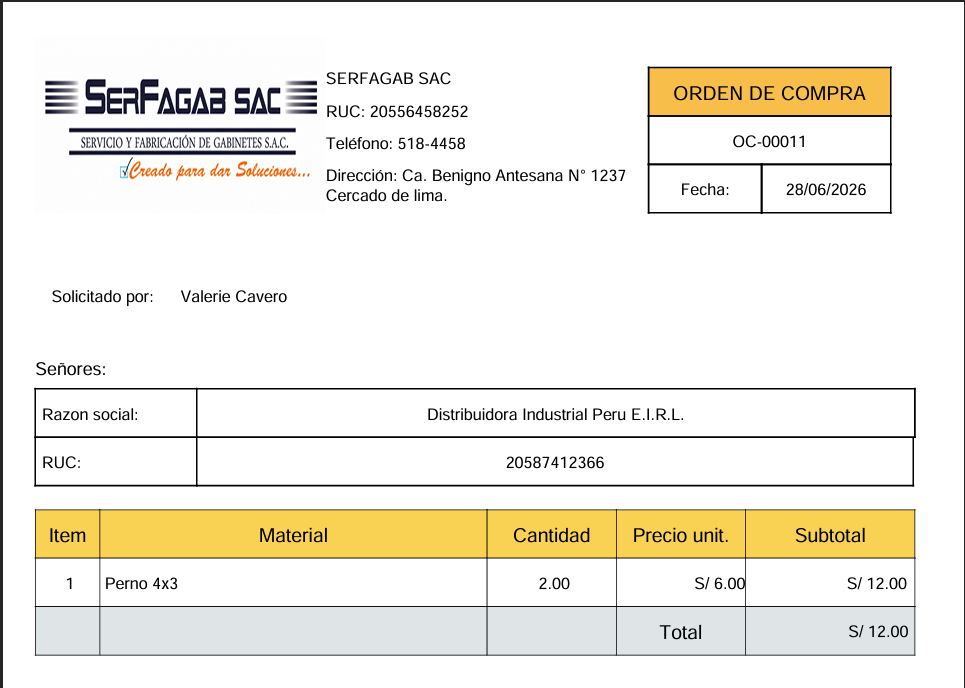 SERFAGAB SAC
SERVICIO Y FABRICACIÓN DE GABINETES S.A.C.
Creado para dar Soluciones...
SERFAGAB SAC
RUC: 20556458252
Teléfono: 518-4458
Dirección: Ca. Benigno Antesana N° 1237
Cercado de lima.
ORDEN DE COMPRA
OC-00011
Fecha: 28/06/2026
Solicitado por: Valerie Cavero
Señores:
Razon social: Distribuidora Industrial Peru E.I.R.L.
RUC: 20587412366
Item Material Cantidad Precio unit. Subtotal
1 Perno 4x3 2.00 S/ 6.00 S/ 12.00
Total S/ 12.00